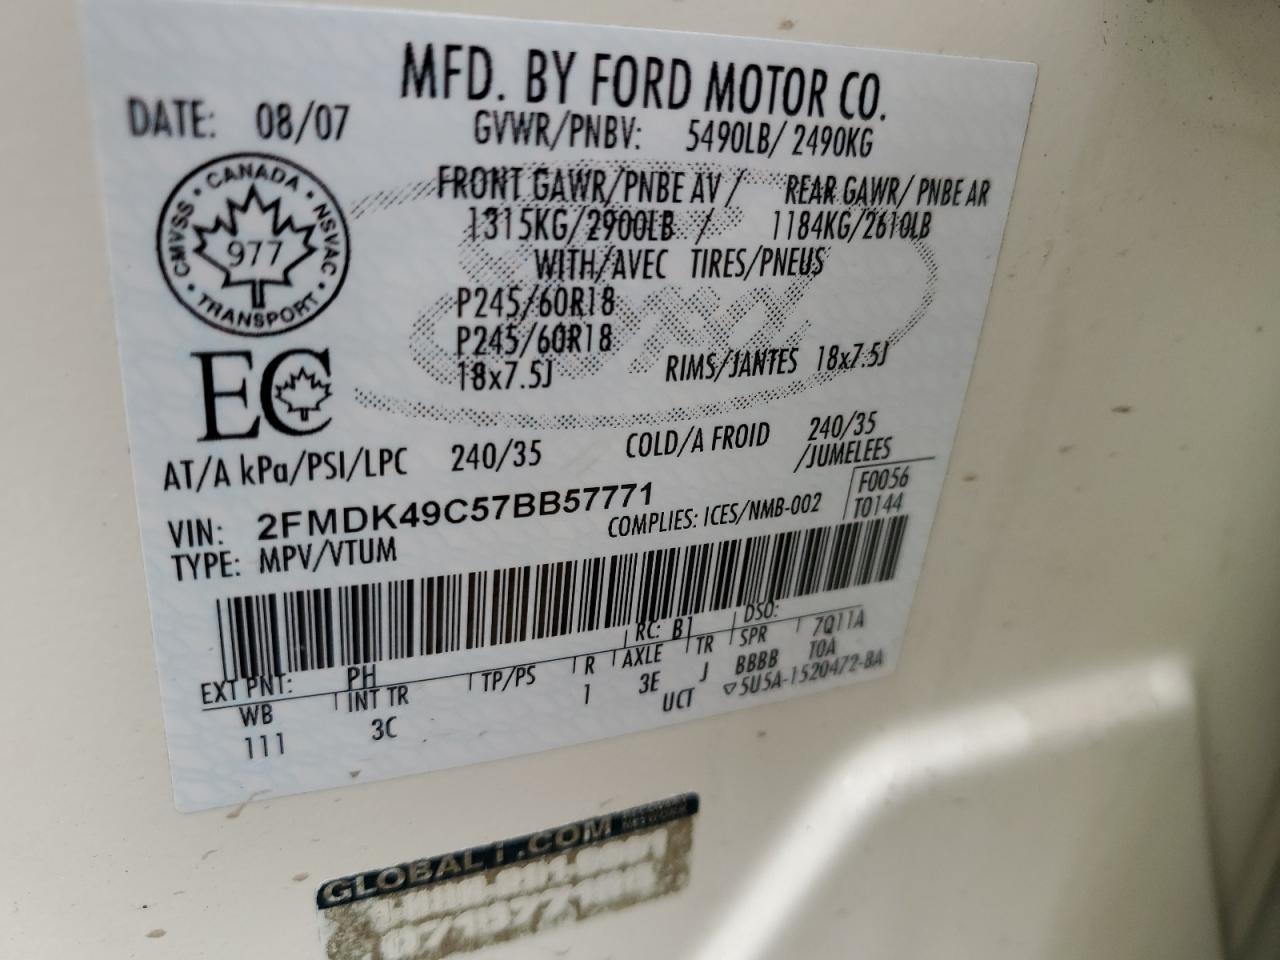 MFD. BY FORD MOTOR CO.
DATE: 08/07 GVWR/PNBV: 5490LB/ 2490KG
FRONT GAWR/PNBE AV / REAR GAWR/ PNBE AR
1315KG/2900LB / 1184KG/2610LB
WITH/AVEC TIRES/PNEUS
P245/60R18
P245/60R18
18x7.5J RIMS/JANTES 18x7.5J
CANADA
CMVSS · NSVAC
977
TRANSPORT
EC
AT/A kPa/PSI/LPC 240/35 COLD/A FROID 240/35
/JUMELEES
VIN: 2FMDK49C57BB57771 F0056
TYPE: MPV/VTUM COMPLIES: ICES/NMB-002 T0144
EXT PNT: PH RC: B1 DSO:
WB INT TR TP/PS R AXLE TR SPR 7Q11A
111 3C 1 3E J BBBB T0A
UCT ▽5U5A-1520472-BA
GLOBALI.COM RECOVERY NETWORK